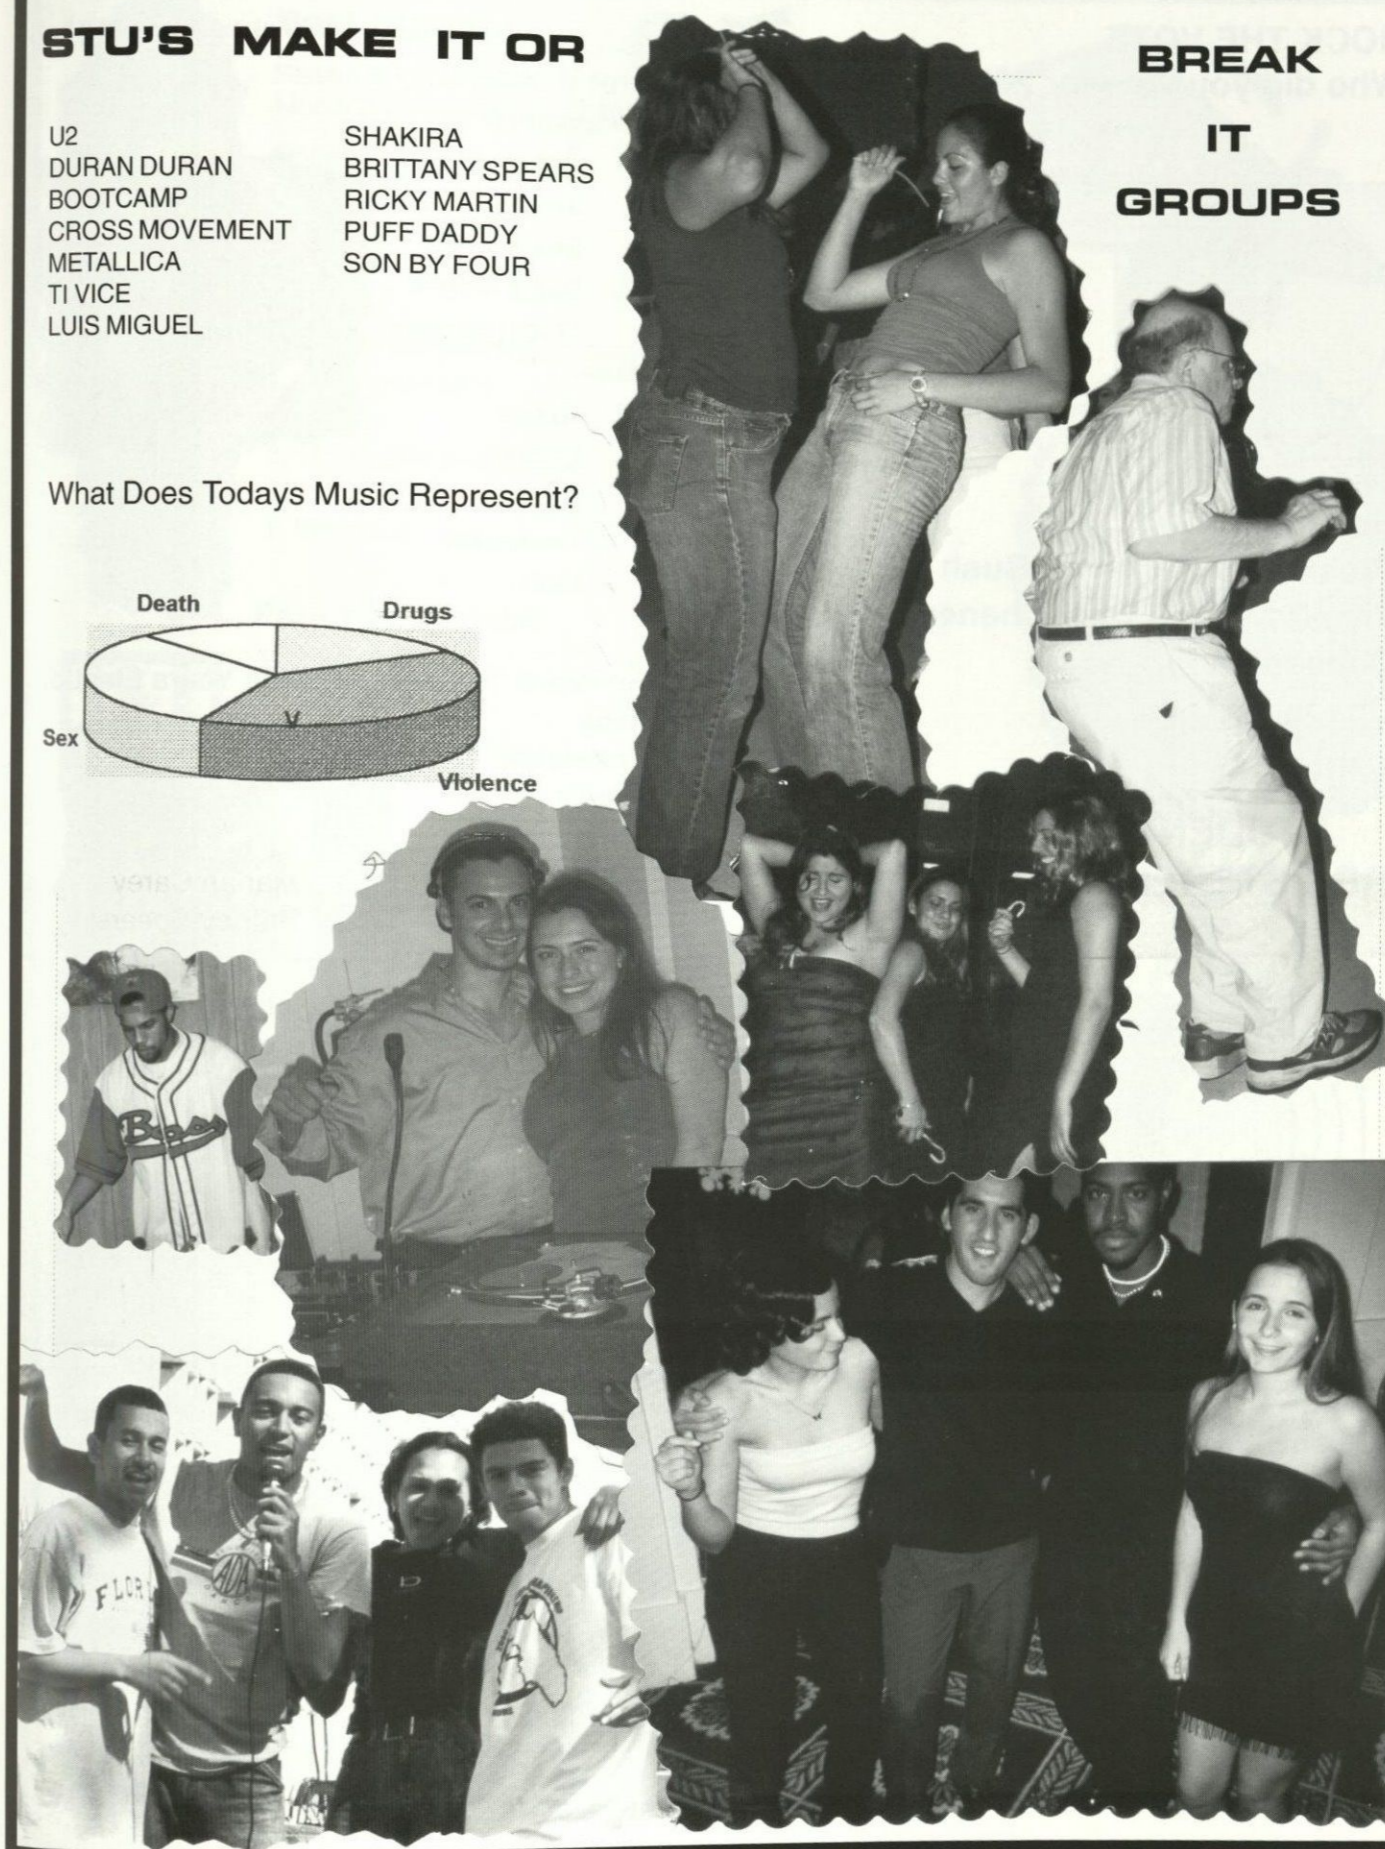 STU'S MAKE IT OR
BREAK
IT
GROUPS
U2
DURAN DURAN
BOOTCAMP
CROSS MOVEMENT
METALLICA
TI VICE
LUIS MIGUEL
SHAKIRA
BRITTANY SPEARS
RICKY MARTIN
PUFF DADDY
SON BY FOUR
What Does Todays Music Represent?
Death
Drugs
Sex
V
Violence